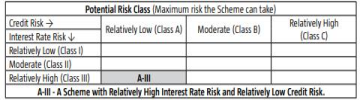 Potential Risk Class (Maximum risk the Scheme can take)
Credit Risk → Relatively Low (Class A) Moderate (Class B) Relatively High (Class C)
Interest Rate Risk ↓
Relatively Low (Class I)
Moderate (Class II)
Relatively High (Class III) A-III
A-III - A Scheme with Relatively High Interest Rate Risk and Relatively Low Credit Risk.